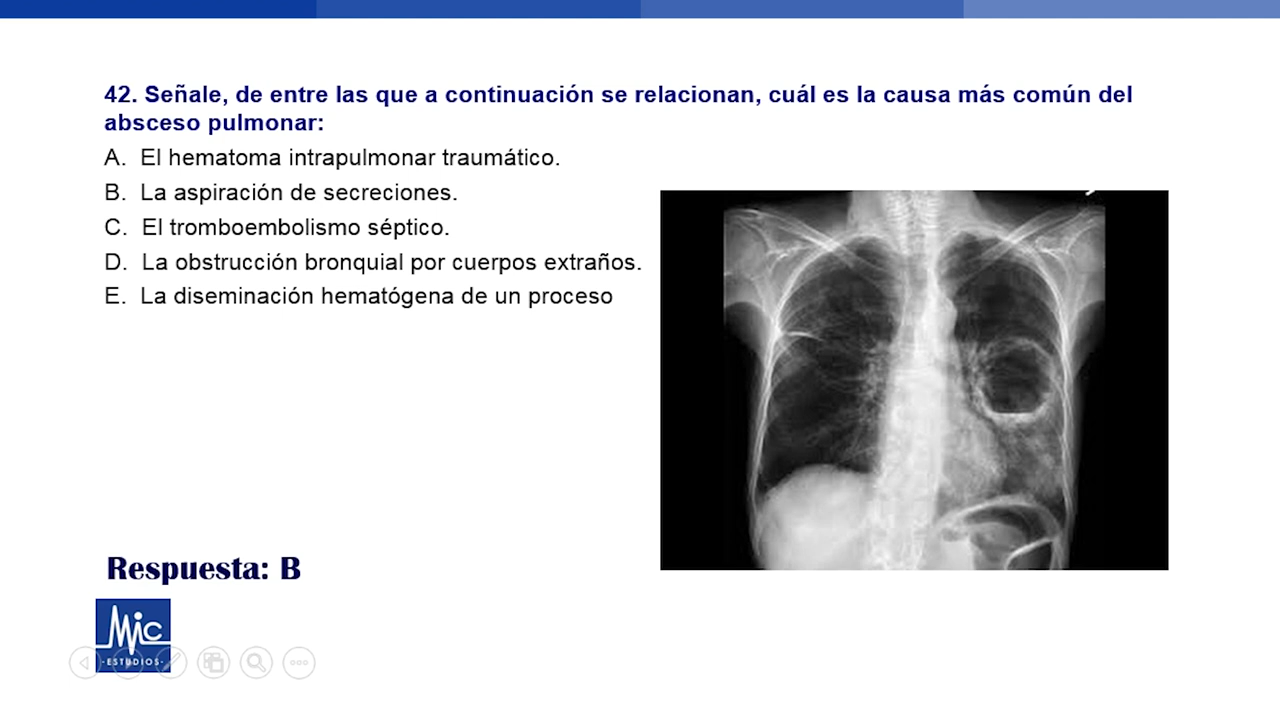 42. Señale, de entre las que a continuación se relacionan, cuál es la causa más común del
absceso pulmonar:
A. El hematoma intrapulmonar traumático.
B. La aspiración de secreciones.
C. El tromboembolismo séptico.
D. La obstrucción bronquial por cuerpos extraños.
E. La diseminación hematógena de un proceso
Respuesta: B
Mic
-ESTUDIOS-